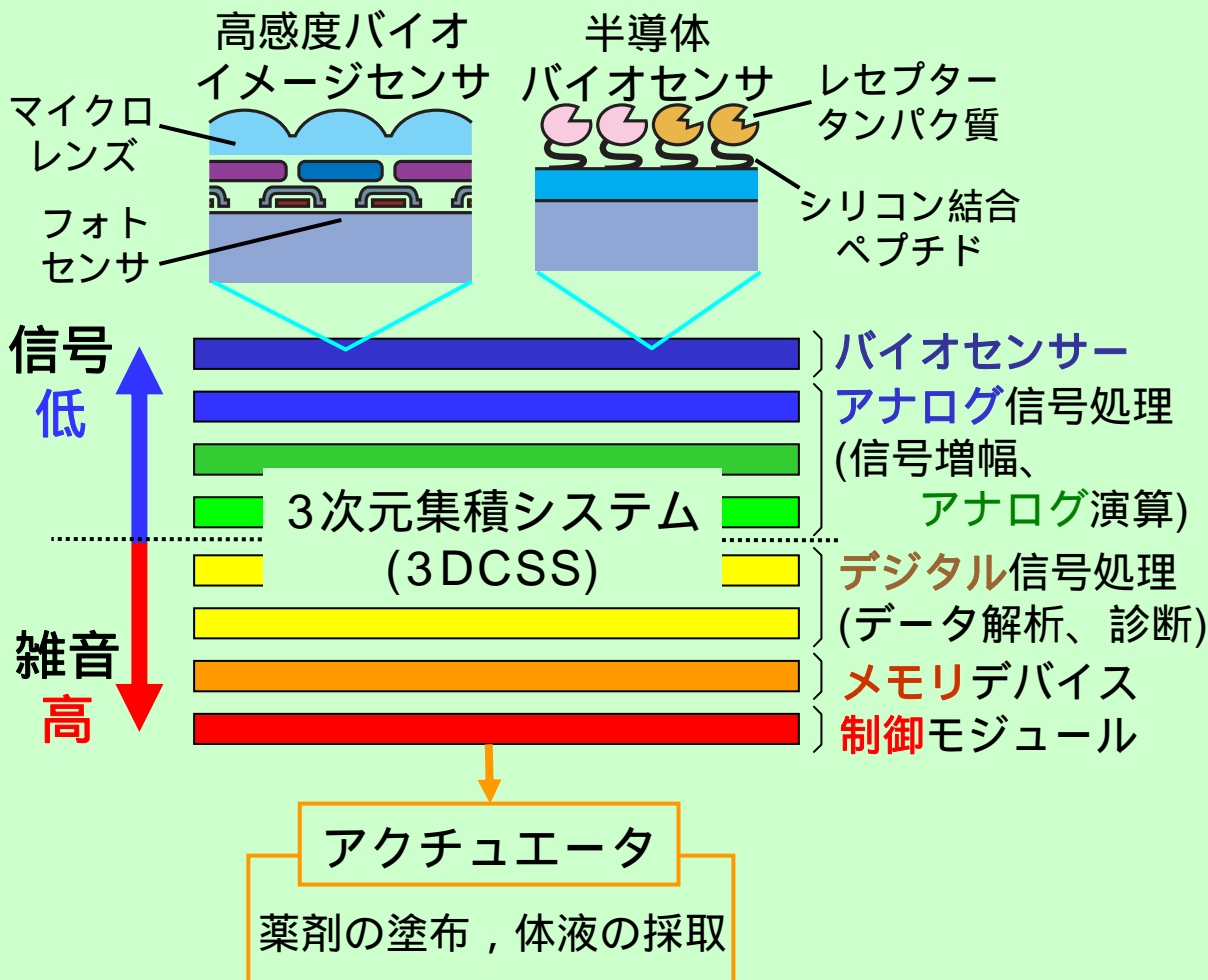 高感度バイオ
イメージセンサ
半導体
バイオセンサ
マイクロ
レンズ
フォト
センサ
レセプター
タンパク質
シリコン結合
ペプチド
信号
低
雑音
高
バイオセンサー
アナログ信号処理
(信号増幅、
アナログ演算)
3次元集積システム
(3DCSS)
デジタル信号処理
(データ解析、診断)
メモリデバイス
制御モジュール
アクチュエータ
薬剤の塗布，体液の採取